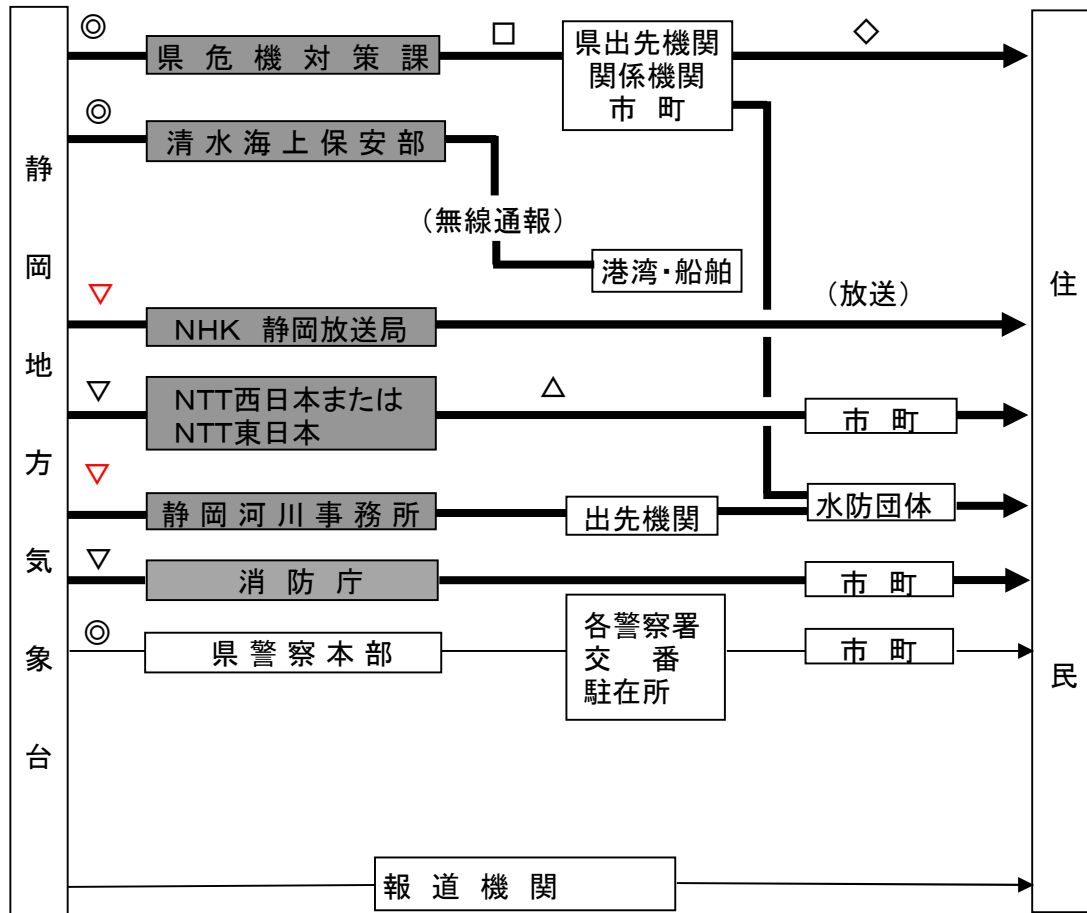 静岡地方気象台
◎
県危機対策課
□
県出先機関
関係機関
市町
◇
◎
清水海上保安部
(無線通報)
港湾・船舶
▽
NHK 静岡放送局
(放送)
▽
NTT西日本または
NTT東日本
△
市町
▽
静岡河川事務所
出先機関
水防団体
▽
消防庁
市町
◎
県警察本部
各警察署
交番
駐在所
市町
報道機関
住民